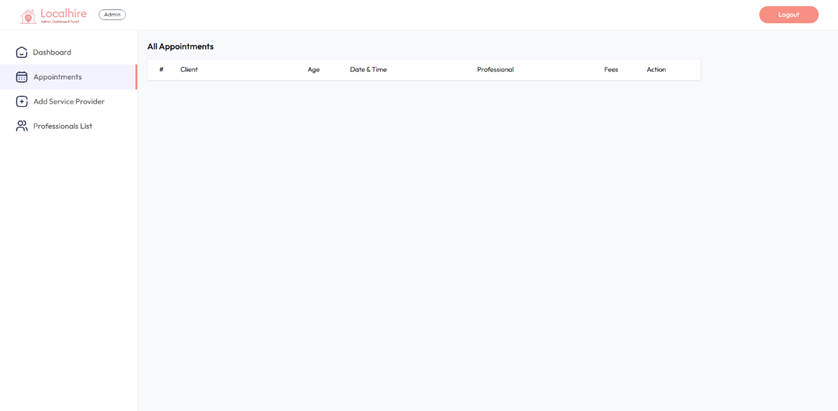 Localhire
Admin Dashboard Panel
Admin
Logout
Dashboard
Appointments
Add Service Provider
Professionals List
All Appointments
# Client Age Date & Time Professional Fees Action